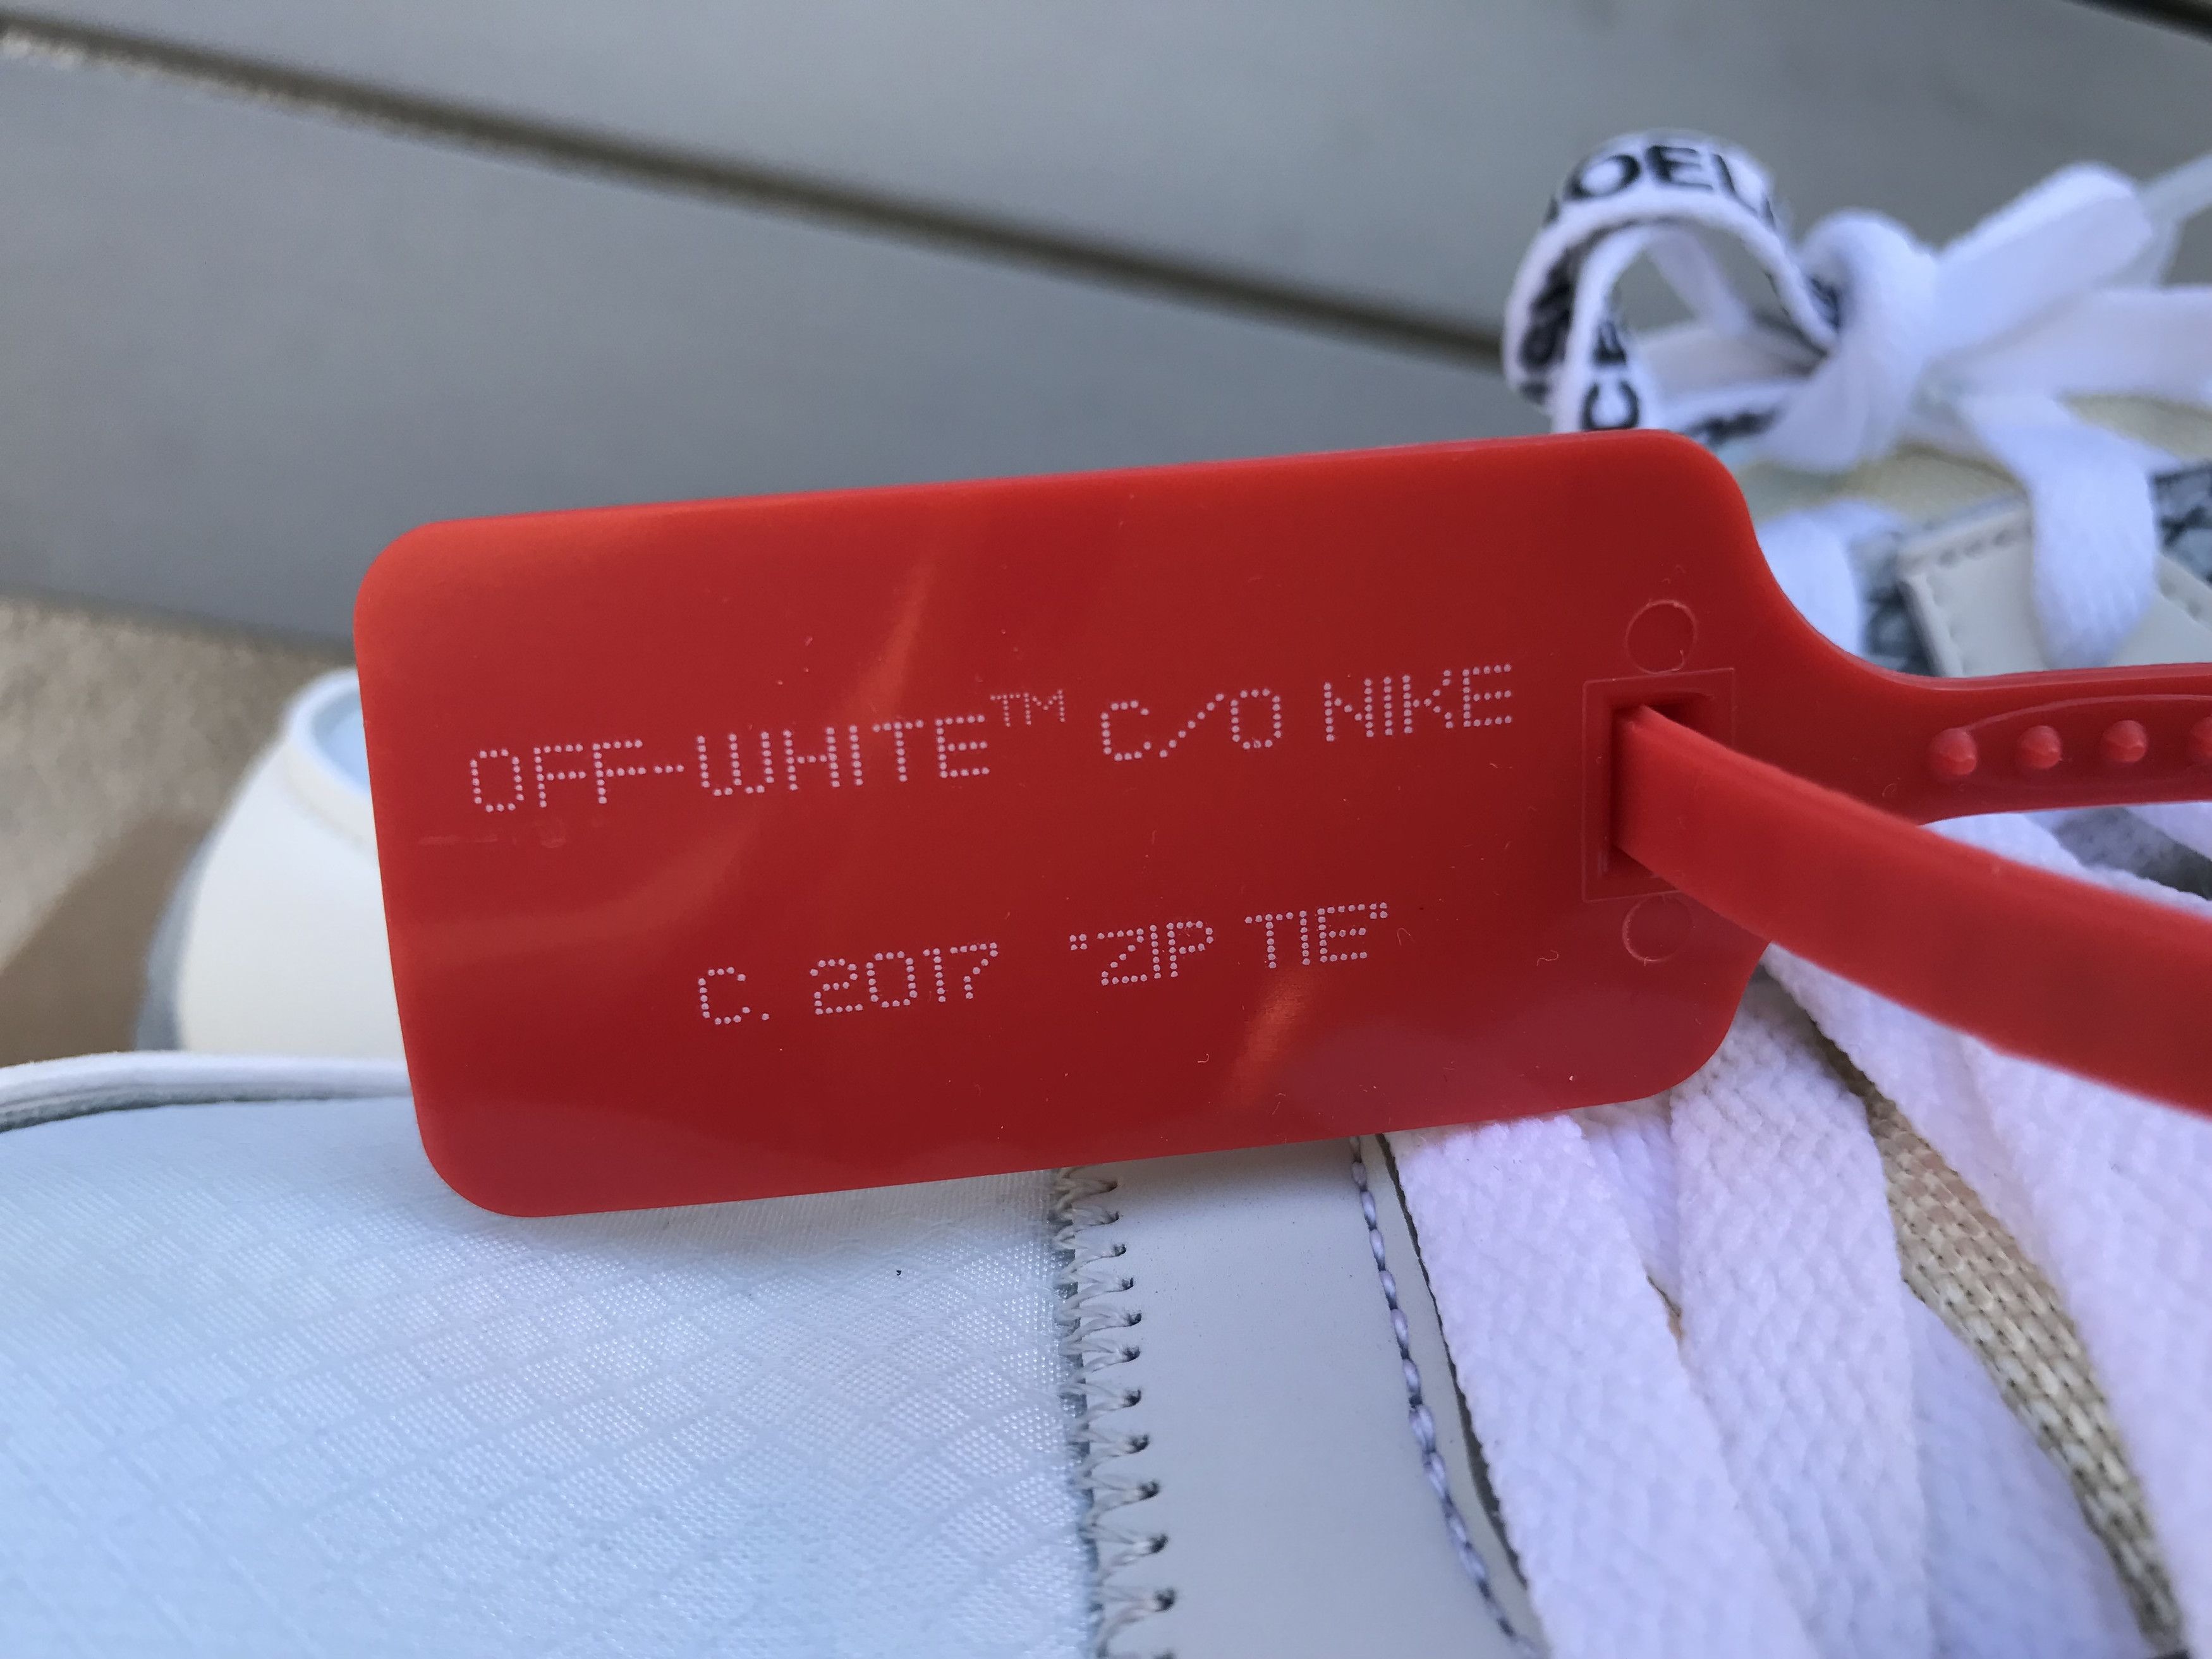 OFF-WHITE™ C/O NIKE
C. 2017 "ZIP TIE"